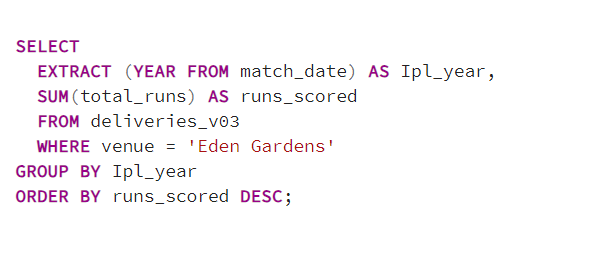 SELECT
EXTRACT (YEAR FROM match_date) AS Ipl_year,
SUM(total_runs) AS runs_scored
FROM deliveries_v03
WHERE venue = 'Eden Gardens'
GROUP BY Ipl_year
ORDER BY runs_scored DESC;